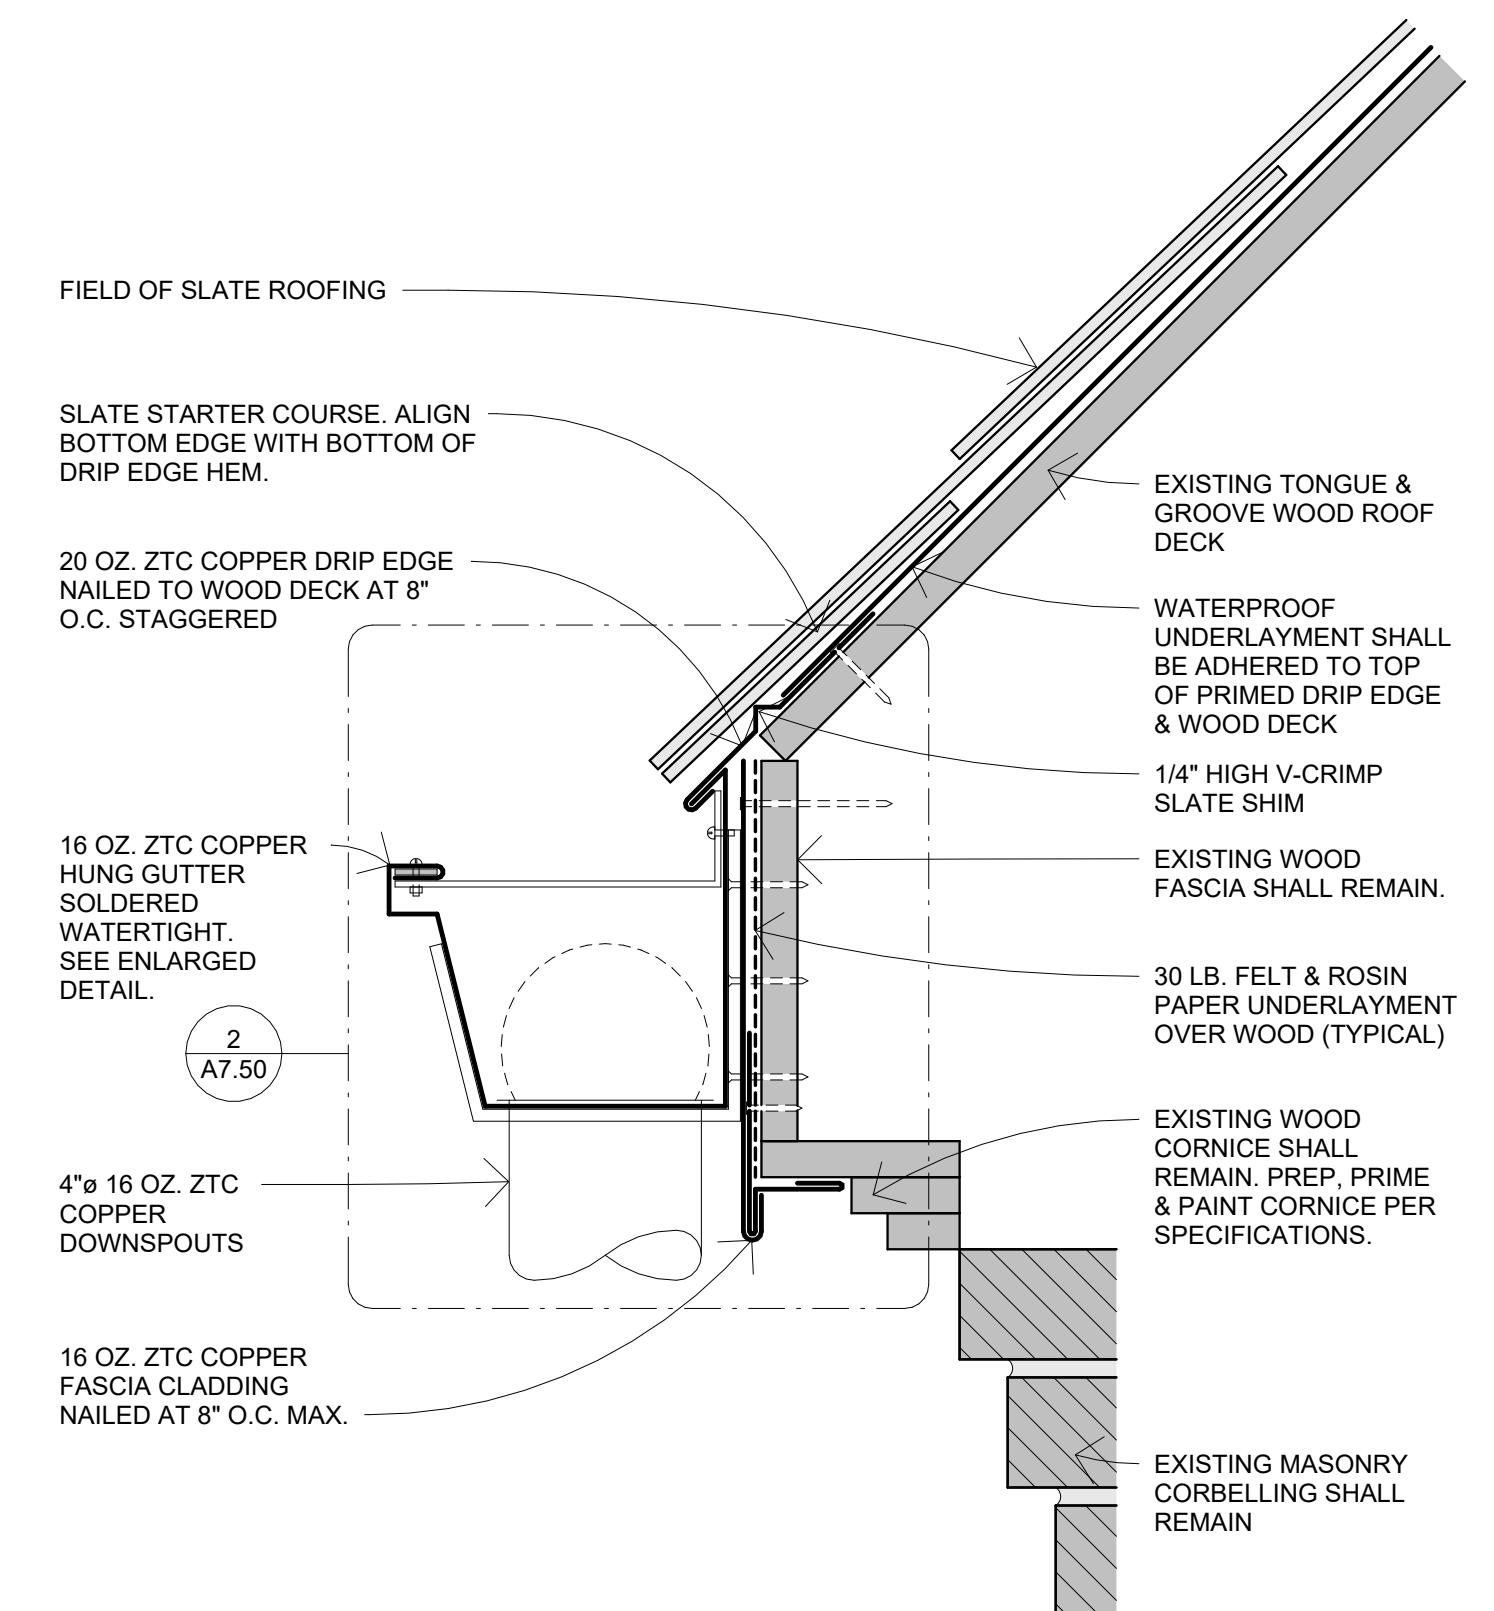 FIELD OF SLATE ROOFING
SLATE STARTER COURSE. ALIGN
BOTTOM EDGE WITH BOTTOM OF
DRIP EDGE HEM.
20 OZ. ZTC COPPER DRIP EDGE
NAILED TO WOOD DECK AT 8"
O.C. STAGGERED
16 OZ. ZTC COPPER
HUNG GUTTER
SOLDERED
WATERTIGHT.
SEE ENLARGED
DETAIL.
2
A7.50
4"ø 16 OZ. ZTC
COPPER
DOWNSPOUTS
16 OZ. ZTC COPPER
FASCIA CLADDING
NAILED AT 8" O.C. MAX.
EXISTING TONGUE &
GROOVE WOOD ROOF
DECK
WATERPROOF
UNDERLAYMENT SHALL
BE ADHERED TO TOP
OF PRIMED DRIP EDGE
& WOOD DECK
1/4" HIGH V-CRIMP
SLATE SHIM
EXISTING WOOD
FASCIA SHALL REMAIN.
30 LB. FELT & ROSIN
PAPER UNDERLAYMENT
OVER WOOD (TYPICAL)
EXISTING WOOD
CORNICE SHALL
REMAIN. PREP, PRIME
& PAINT CORNICE PER
SPECIFICATIONS.
EXISTING MASONRY
CORBELLING SHALL
REMAIN